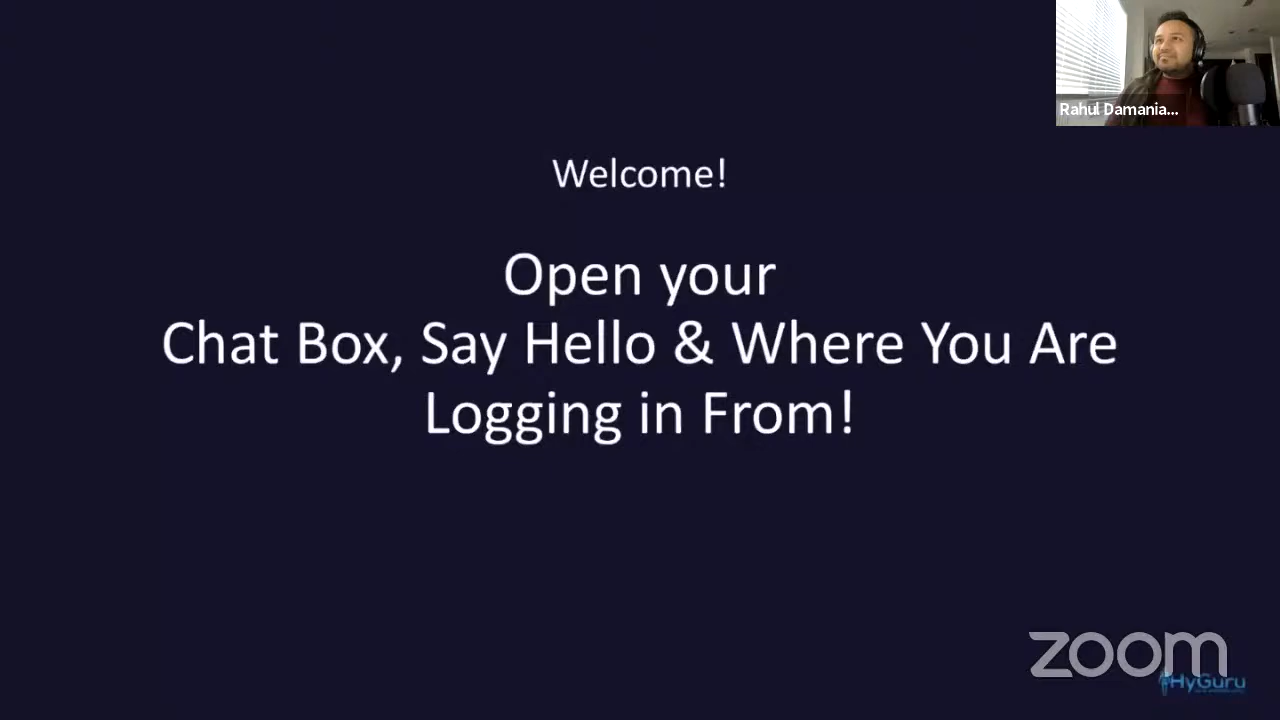 Rahul Damania...
Welcome!
Open your
Chat Box, Say Hello & Where You Are
Logging in From!
zoom
HyGuru